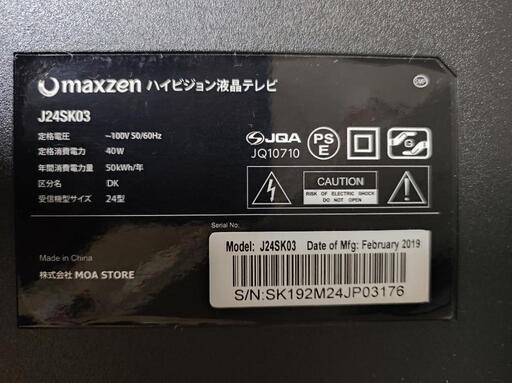 maxzen ハイビジョン液晶テレビ
J24SK03
定格電圧 ~100V 50/60Hz
定格消費電力 40W
年間消費電力量 50kWh/年
区分名 DK
受信機型サイズ 24型
JQA
JQ10710
PS
E
G
CAUTION
RISK OF ELECTRIC SHOCK
DO NOT OPEN
Serial No:
Made in China
株式会社 MOA STORE
Model: J24SK03 Date of Mfg: February 2019
S/N:SK192M24JP03176